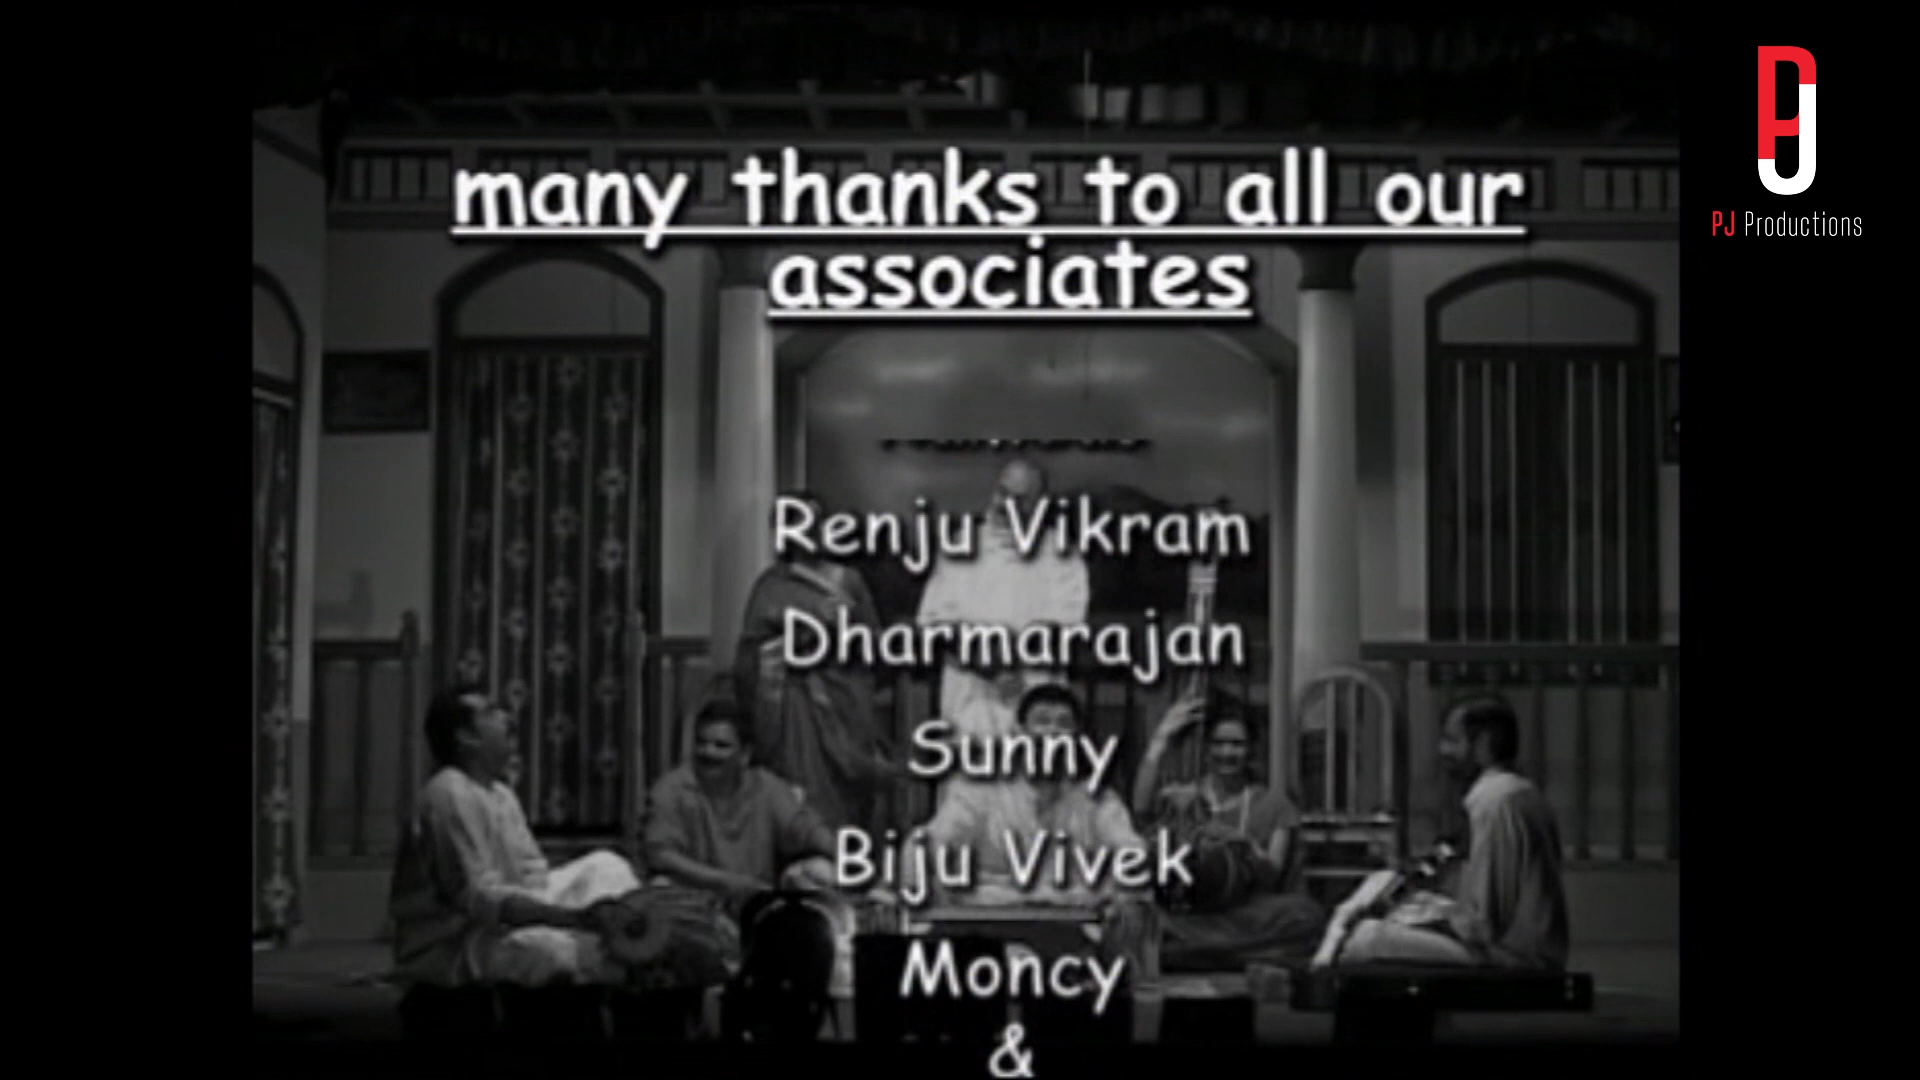 many thanks to all our
associates
Renju Vikram
Dharmarajan
Sunny
Biju Vivek
Moncy
&
PJ Productions